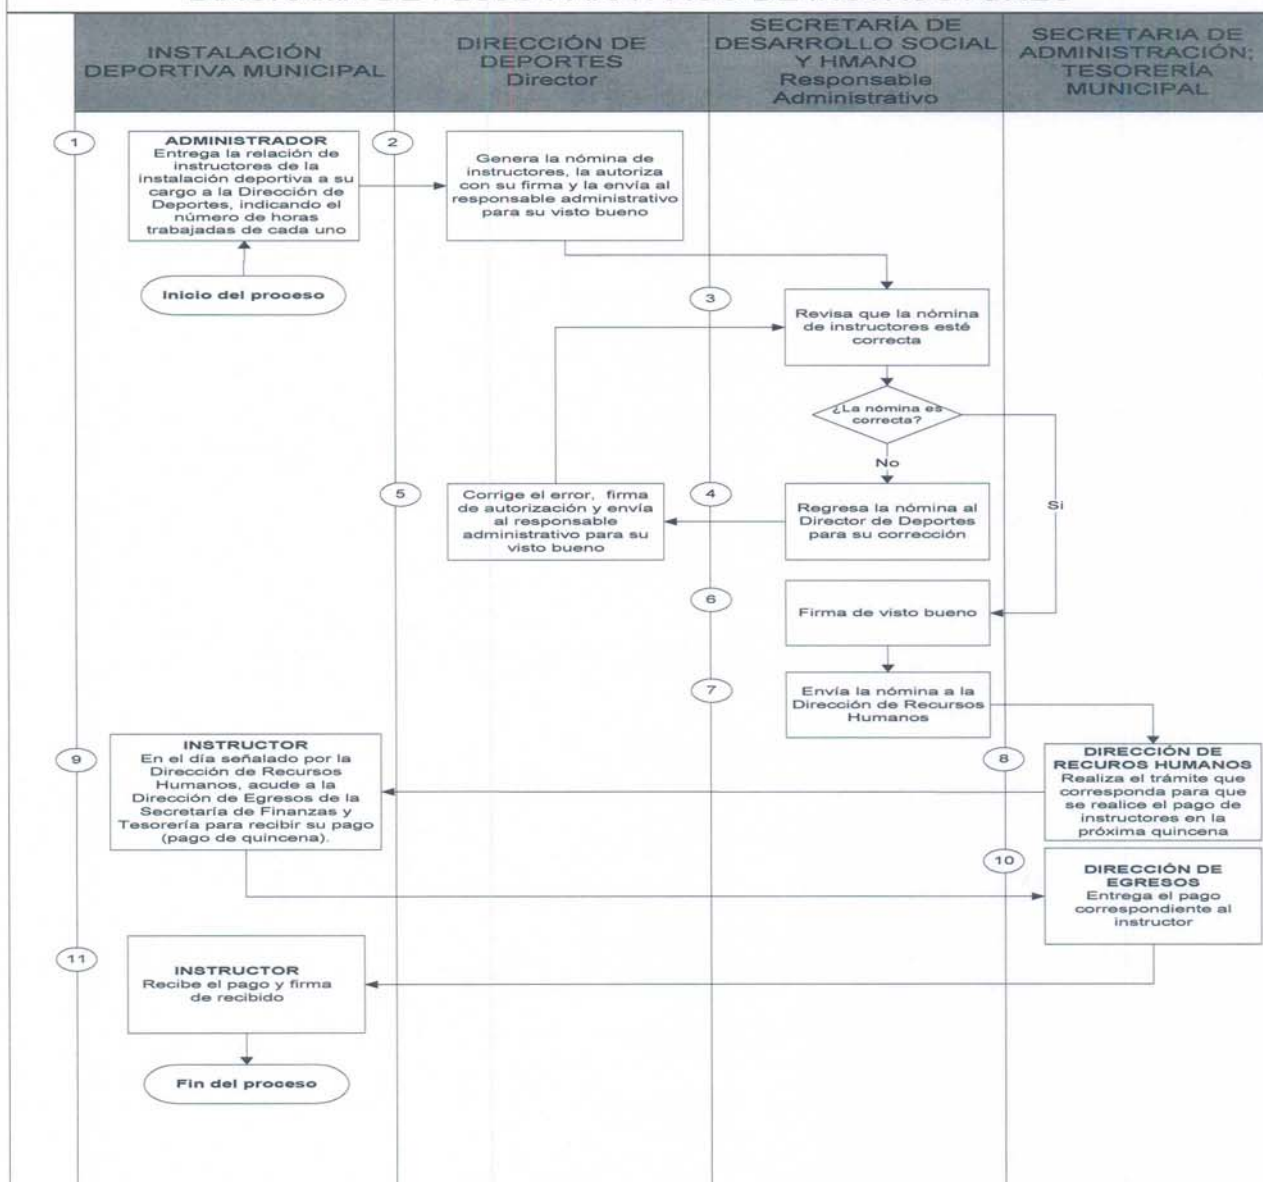 INSTALACIÓN
DEPORTIVA MUNICIPAL
DIRECCIÓN DE
DEPORTES
Director
SECRETARÍA DE
DESARROLLO SOCIAL
Y HMANO
Responsable
Administrativo
SECRETARIA DE
ADMINISTRACIÓN;
TESORERÍA
MUNICIPAL
1
ADMINISTRADOR
Entrega la relación de
instructores de la
instalación deportiva a su
cargo a la Dirección de
Deportes, indicando el
número de horas
trabajadas de cada uno
Inicio del proceso
2
Genera la nómina de
instructores, la autoriza
con su firma y la envía al
responsable administrativo
para su visto bueno
3
Revisa que la nómina
de instructores esté
correcta
¿La nómina es
correcta?
No
Si
4
Regresa la nómina al
Director de Deportes
para su corrección
5
Corrige el error, firma
de autorización y envía
al responsable
administrativo para su
visto bueno
6
Firma de visto bueno
7
Envía la nómina a la
Dirección de Recursos
Humanos
8
DIRECCIÓN DE
RECUROS HUMANOS
Realiza el trámite que
corresponda para que
se realice el pago de
instructores en la
próxima quincena
9
INSTRUCTOR
En el día señalado por la
Dirección de Recursos
Humanos, acude a la
Dirección de Egresos de la
Secretaría de Finanzas y
Tesorería para recibir su pago
(pago de quincena).
10
DIRECCIÓN DE
EGRESOS
Entrega el pago
correspondiente al
instructor
11
INSTRUCTOR
Recibe el pago y firma
de recibido
Fin del proceso